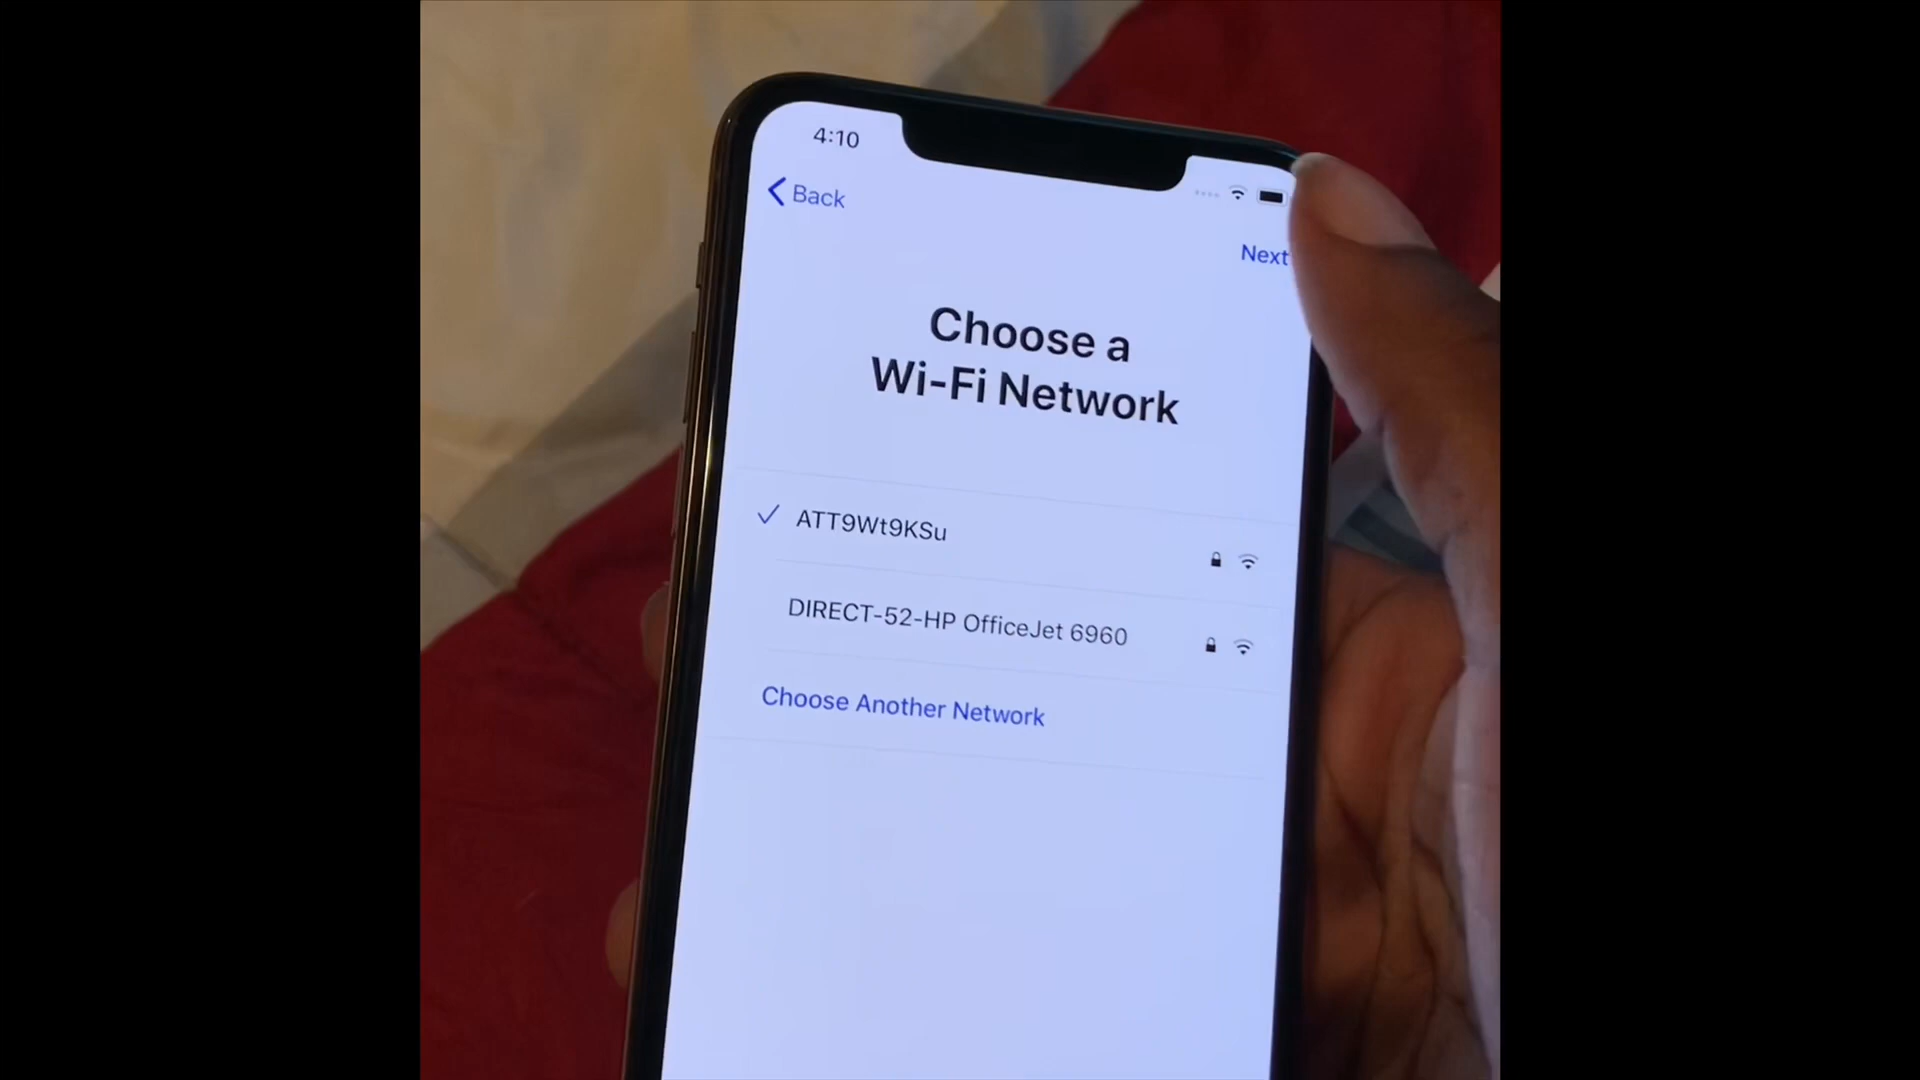 4:10
Back
Next
Choose a
Wi-Fi Network
ATT9Wt9KSu
DIRECT-52-HP OfficeJet 6960
Choose Another Network